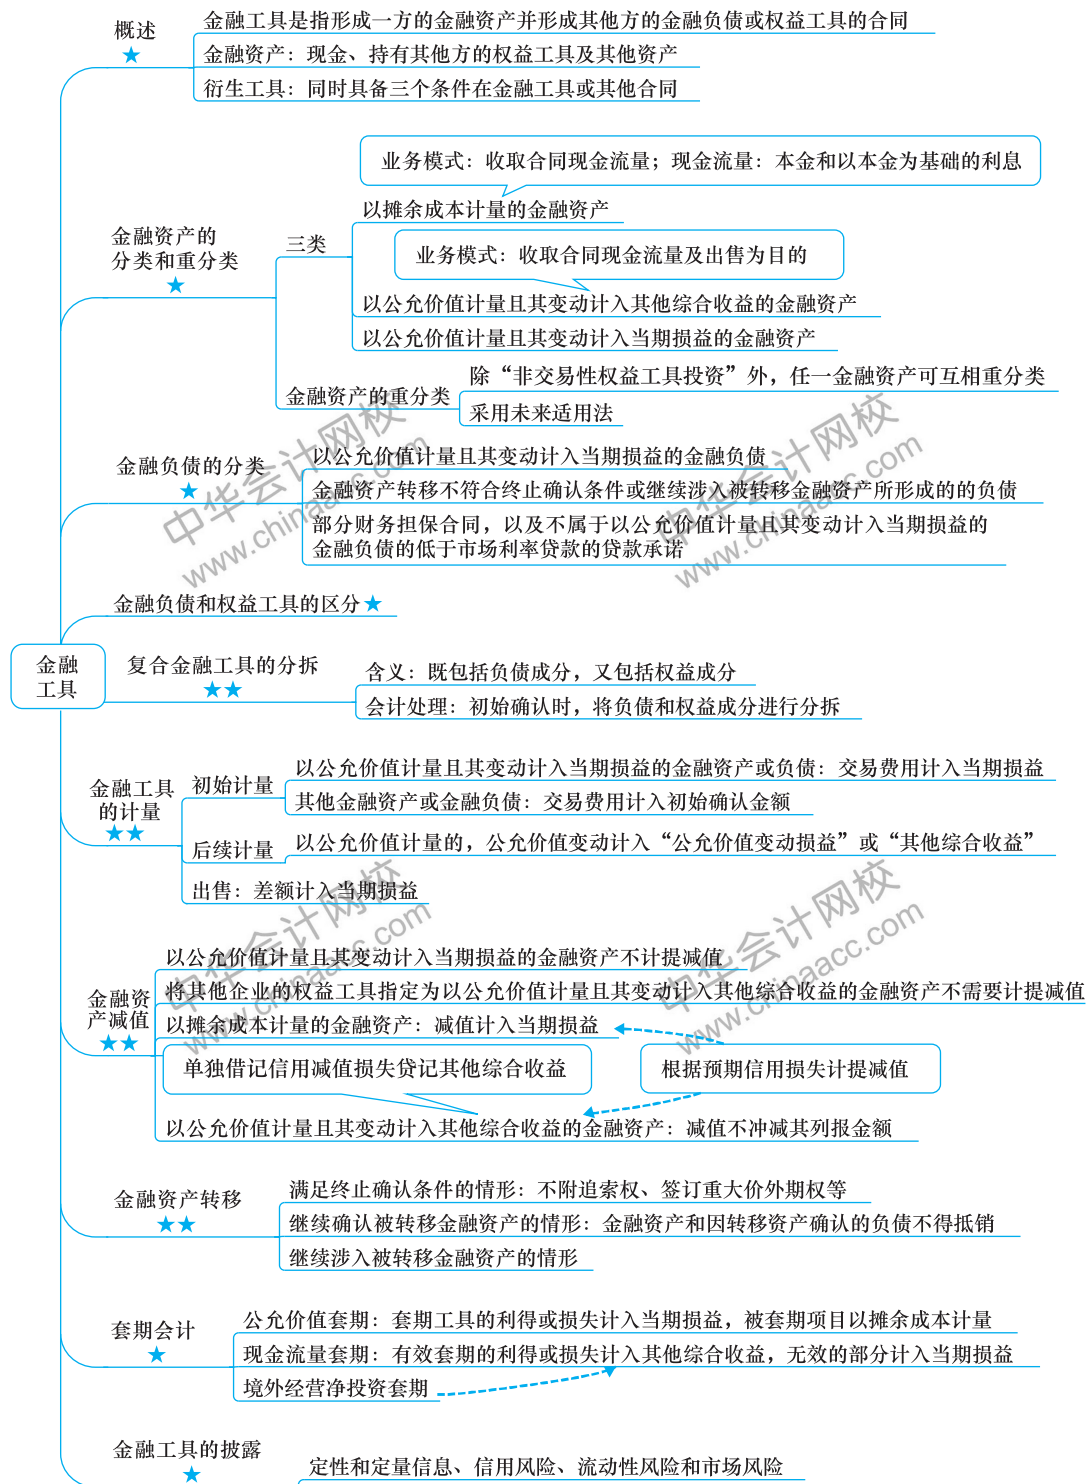 概述
★
金融工具是指形成一方的金融资产并形成其他方的金融负债或权益工具的合同
金融资产：现金、持有其他方的权益工具及其他资产
衍生工具：同时具备三个条件在金融工具或其他合同
业务模式：收取合同现金流量；现金流量：本金和以本金为基础的利息
以摊余成本计量的金融资产
金融资产的
分类和重分类
★
三类
业务模式：收取合同现金流量及出售为目的
以公允价值计量且其变动计入其他综合收益的金融资产
以公允价值计量且其变动计入当期损益的金融资产
金融资产的重分类
除“非交易性权益工具投资”外，任一金融资产可互相重分类
采用未来适用法
金融负债的分类
★
以公允价值计量且其变动计入当期损益的金融负债
金融资产转移不符合终止确认条件或继续涉入被转移金融资产所形成的的负债
部分财务担保合同，以及不属于以公允价值计量且其变动计入当期损益的
金融负债的低于市场利率贷款的贷款承诺
中华会计网校
www.chinaacc.com
中华会计网校
www.chinaacc.com
金融负债和权益工具的区分★
金融
工具
复合金融工具的分拆
★★
含义：既包括负债成分，又包括权益成分
会计处理：初始确认时，将负债和权益成分进行分拆
金融工具
的计量
★★
初始计量
以公允价值计量且其变动计入当期损益的金融资产或负债：交易费用计入当期损益
其他金融资产或金融负债：交易费用计入初始确认金额
后续计量
以公允价值计量的，公允价值变动计入“公允价值变动损益”或“其他综合收益”
出售：差额计入当期损益
中华会计网校
www.chinaacc.com
中华会计网校
www.chinaacc.com
金融资
产减值
★★
以公允价值计量且其变动计入当期损益的金融资产不计提减值
将其他企业的权益工具指定为以公允价值计量且其变动计入其他综合收益的金融资产不需要计提减值
以摊余成本计量的金融资产：减值计入当期损益
单独借记信用减值损失贷记其他综合收益
根据预期信用损失计提减值
以公允价值计量且其变动计入其他综合收益的金融资产：减值不冲减其列报金额
金融资产转移
★★
满足终止确认条件的情形：不附追索权、签订重大价外期权等
继续确认被转移金融资产的情形：金融资产和因转移资产确认的负债不得抵销
继续涉入被转移金融资产的情形
套期会计
★
公允价值套期：套期工具的利得或损失计入当期损益，被套期项目以摊余成本计量
现金流量套期：有效套期的利得或损失计入其他综合收益，无效的部分计入当期损益
境外经营净投资套期
金融工具的披露
★
定性和定量信息、信用风险、流动性风险和市场风险